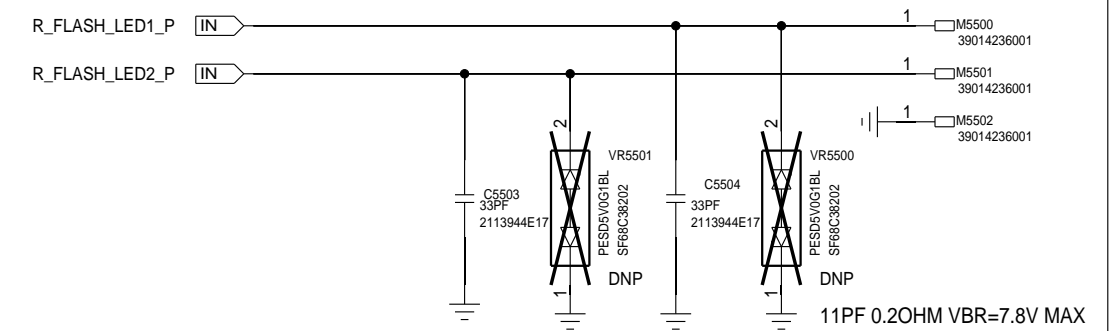 R_FLASH_LED1_P IN 1 M5500
39014236001
R_FLASH_LED2_P IN 1 M5501
39014236001
1 M5502
39014236001
2 2
VR5501 VR5500
C5503 C5504
33PF 33PF
2113944E17 2113944E17
PESD5V0G1BL
SF68C38202
PESD5V0G1BL
SF68C38202
DNP DNP
1 1
11PF 0.2OHM VBR=7.8V MAX